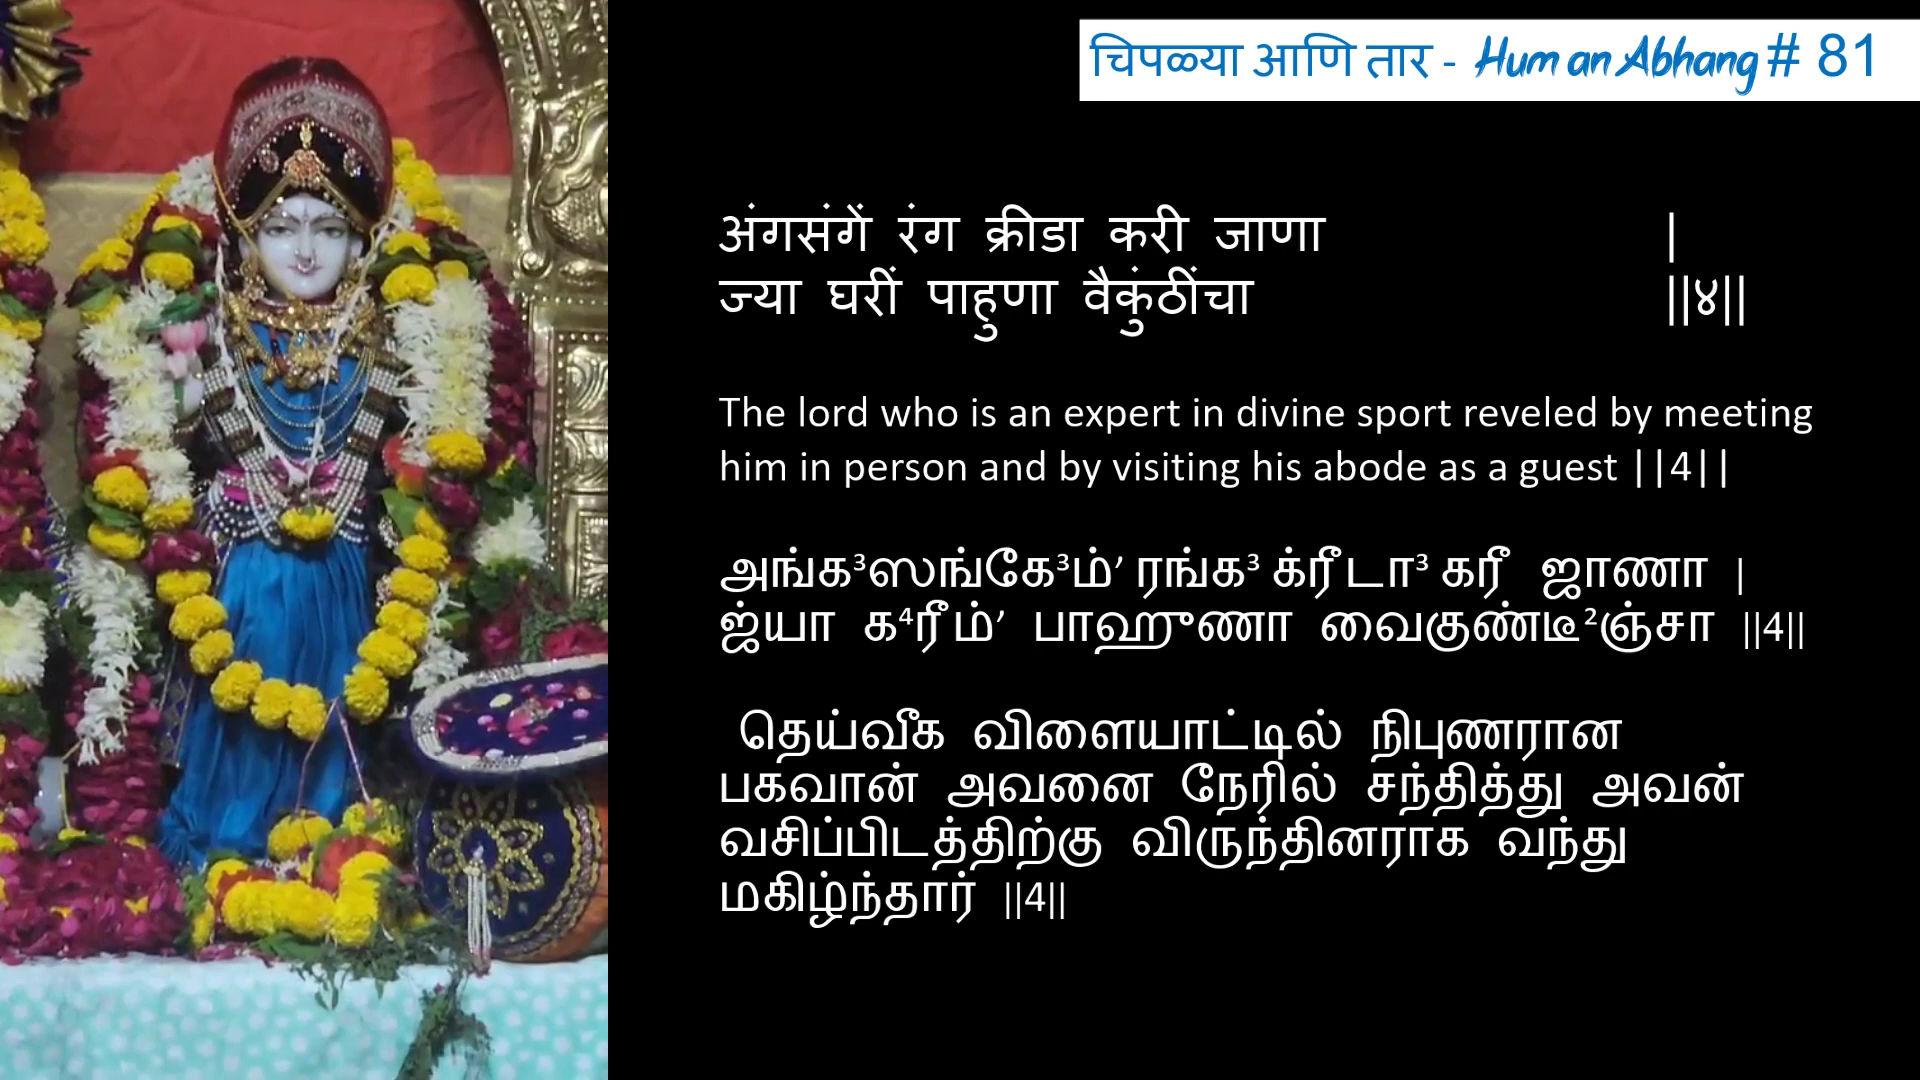 चिपळ्या आणि तार - Hum an Abhang # 81
अंगसंगें रंग क्रीडा करी जाणा |
ज्या घरीं पाहुणा वैकुंठींचा ||४||
The lord who is an expert in divine sport reveled by meeting
him in person and by visiting his abode as a guest ||4||
அங்க³ஸங்கே³ம்’ ரங்க³ க்ரீடா³ கரீ ஜாணா |
ஜ்யா க⁴ரீம்’ பாஹுணா வைகுண்டீ²ஞ்சா ||4||
தெய்வீக விளையாட்டில் நிபுணரான
பகவான் அவனை நேரில் சந்தித்து அவன்
வசிப்பிடத்திற்கு விருந்தினராக வந்து
மகிழ்ந்தார் ||4||